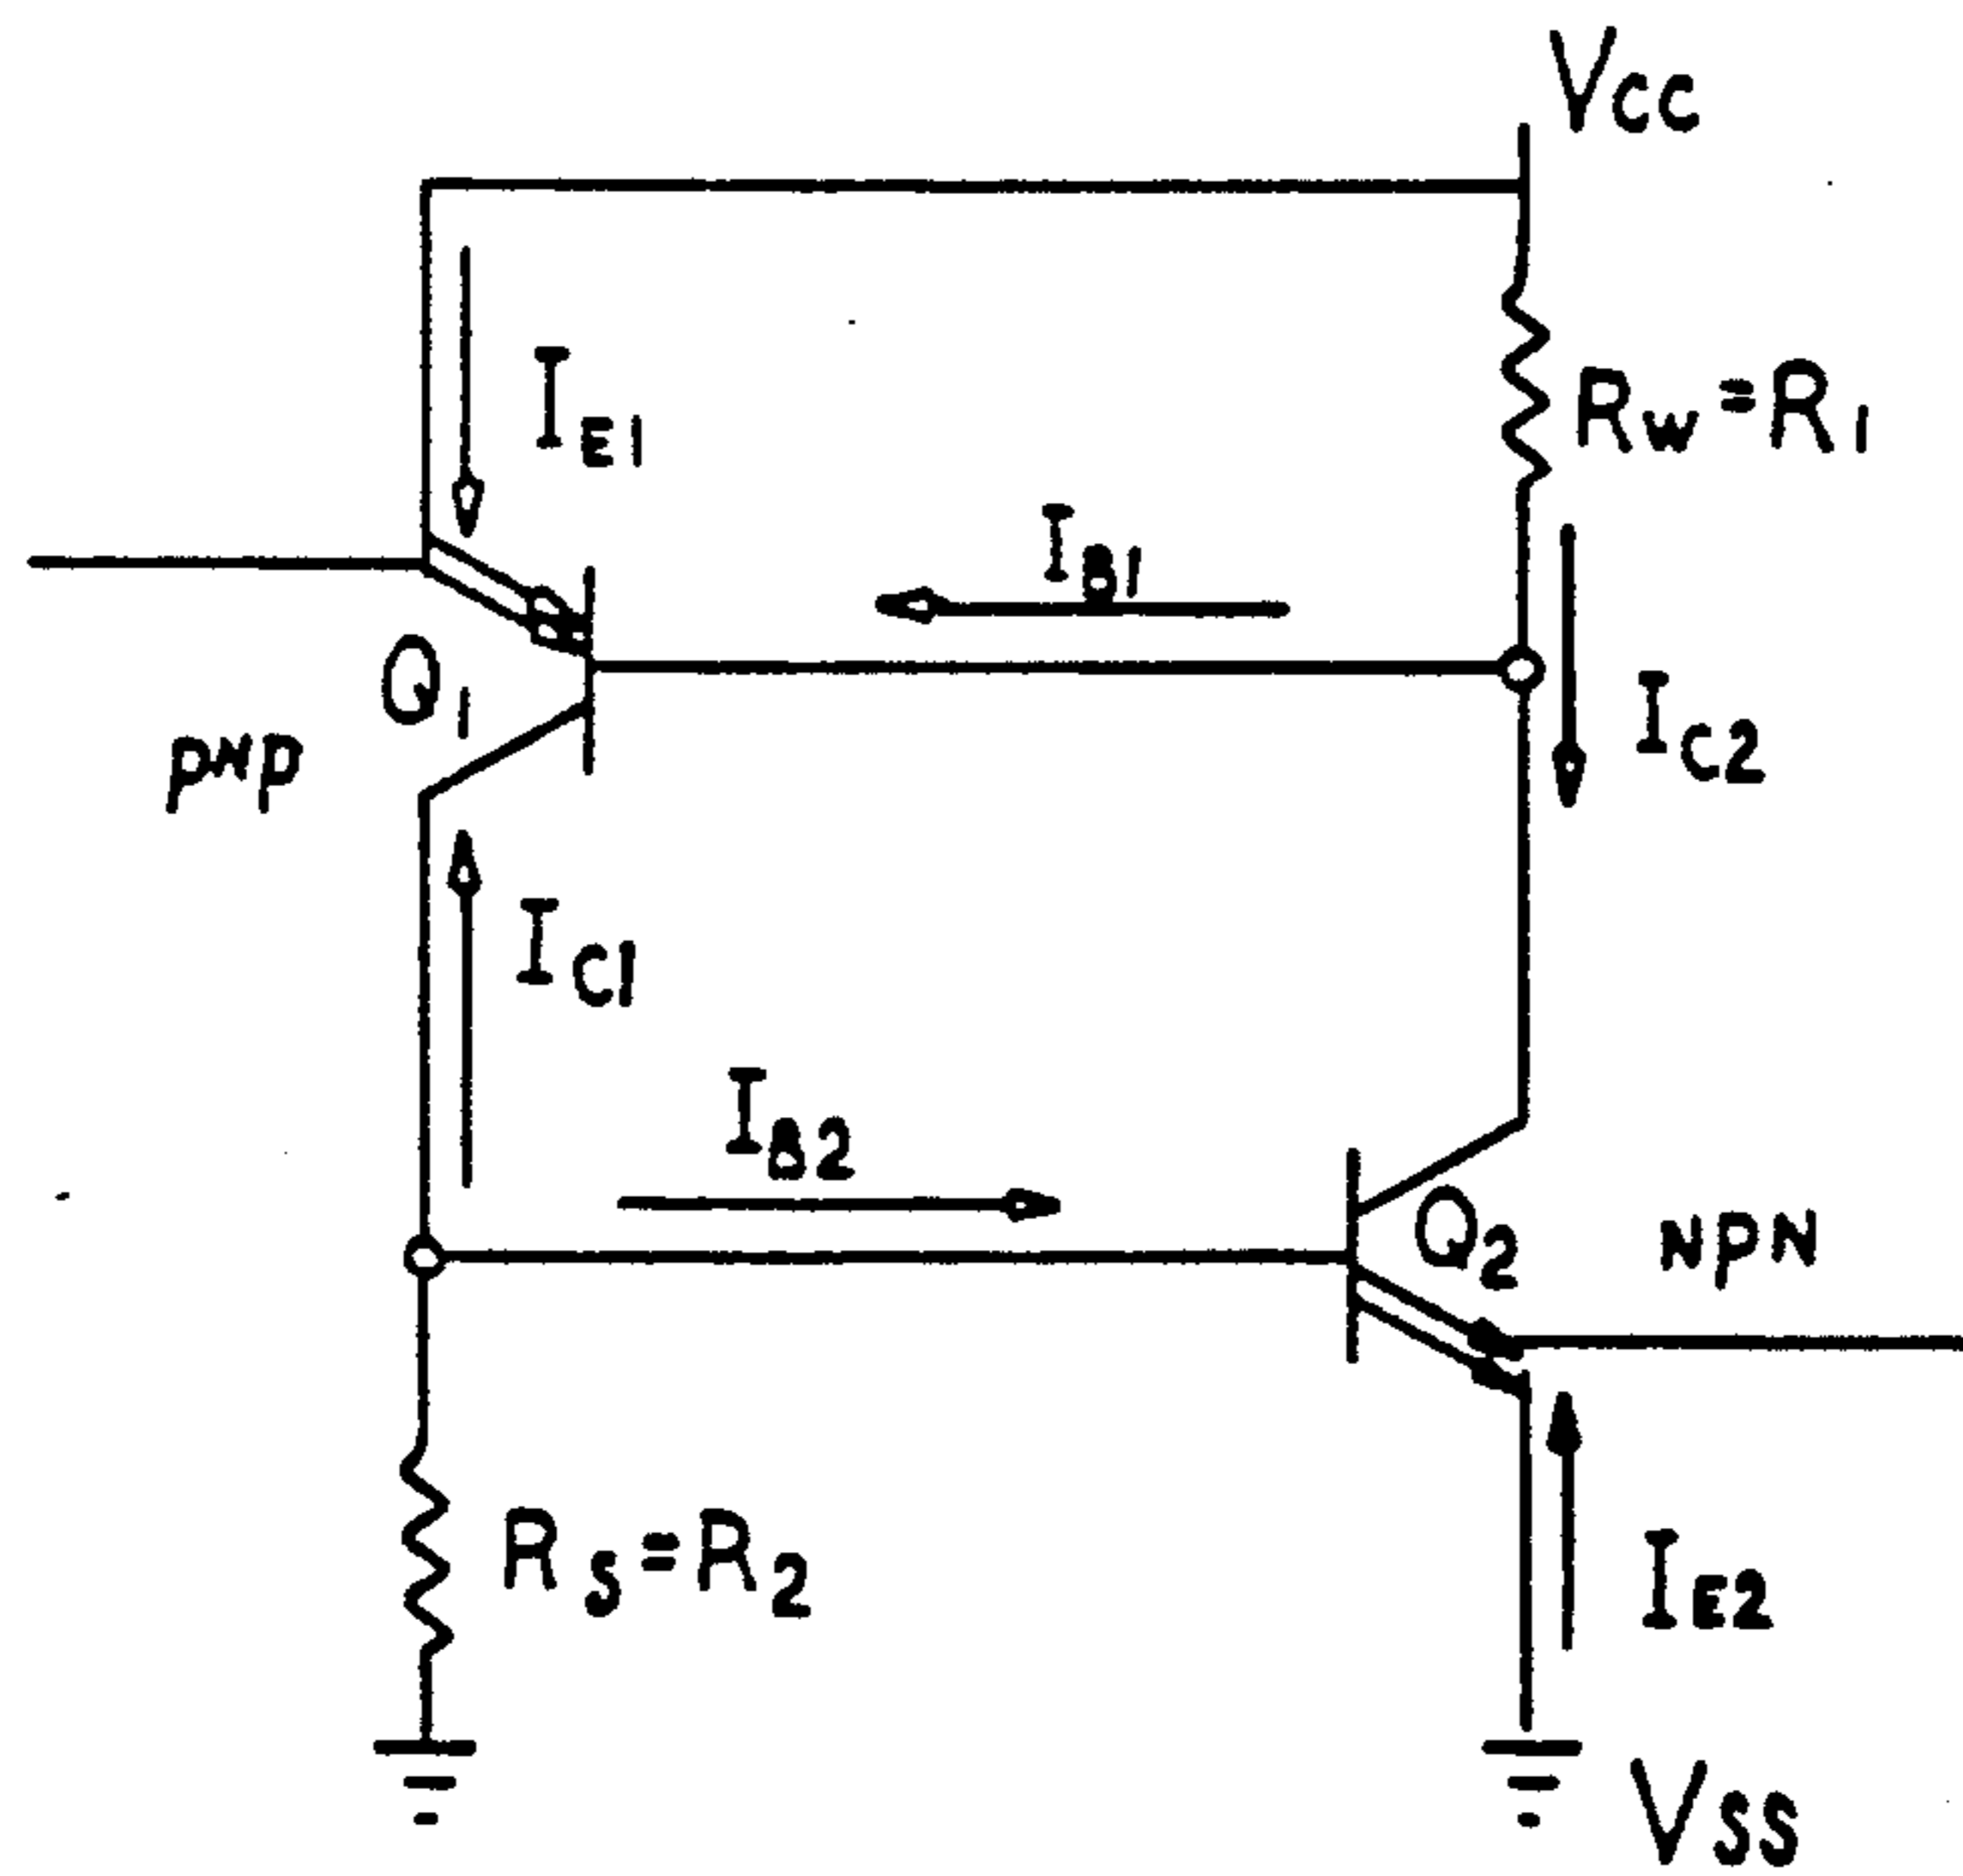 VCC
IE1
RW=R1
IB1
Q1
IC2
PNP
IC1
IB2
Q2
NPN
RS=R2
IE2
VSS